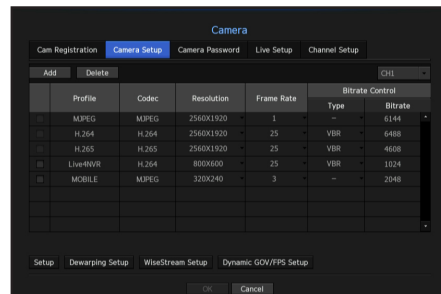 Camera
Cam Registration Camera Setup Camera Password Live Setup Channel Setup
Add Delete CH1
Profile Codec Resolution Frame Rate Bitrate Control
Type Bitrate
MJPEG MJPEG 2560X1920 1 - 6144
H.264 H.264 2560X1920 25 VBR 6488
H.265 H.265 2560X1920 25 VBR 4608
Live4NVR H.264 800X600 25 VBR 1024
MOBILE MJPEG 320X240 3 - 2048
Setup Dewarping Setup WiseStream Setup Dynamic GOV/FPS Setup
OK Cancel